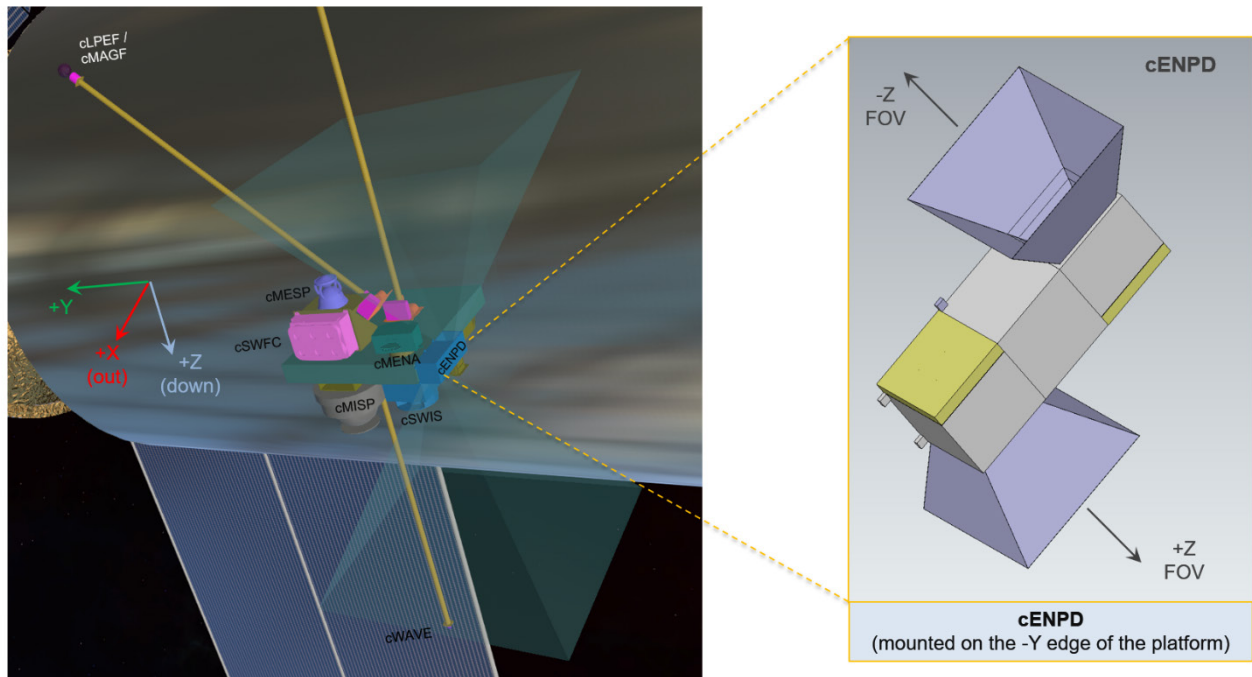 cLPEF /
cMAGF
+Y
+X
(out)
+Z
(down)
cMESP
cSWFC
cMENA
cENPD
cMISP
cSWIS
cWAVE
cENPD
-Z
FOV
+Z
FOV
cENPD
(mounted on the -Y edge of the platform)